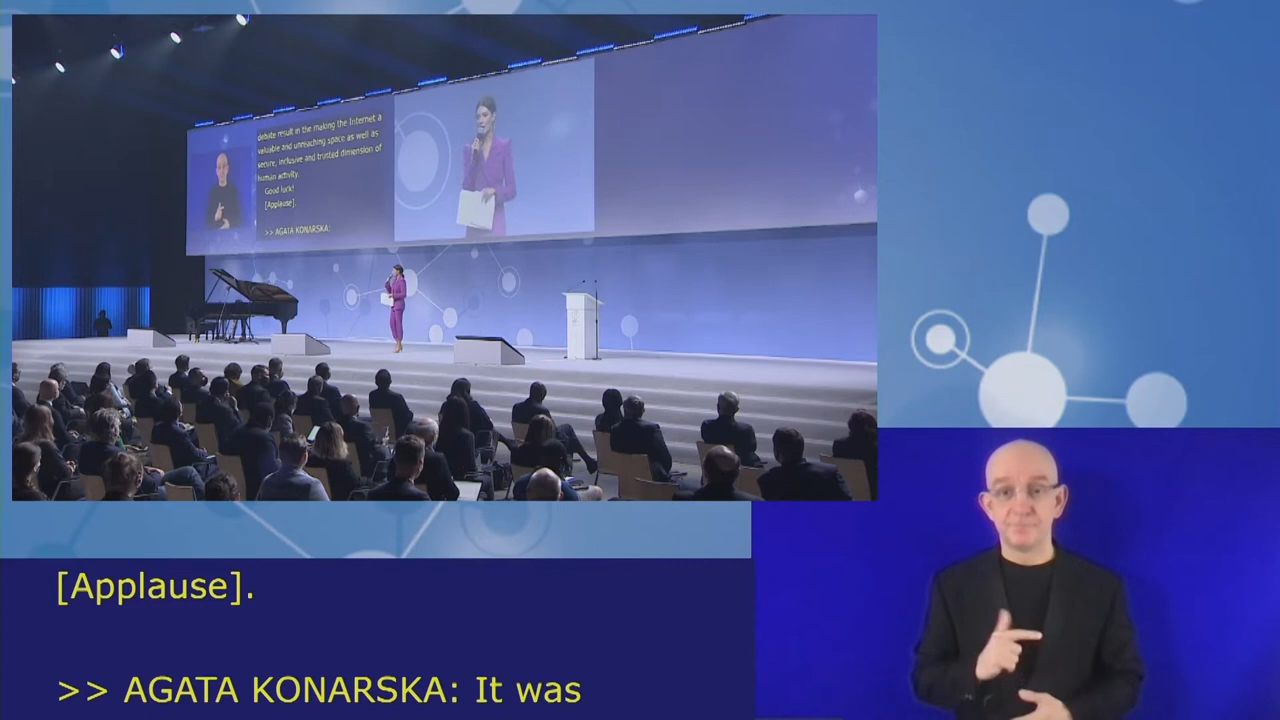 debate result in the making the Internet a
valuable and unreaching space as well as
secure, inclusive and trusted dimension of
human activity.
Good luck!
[Applause].
>> AGATA KONARSKA:
[Applause].
>> AGATA KONARSKA: It was